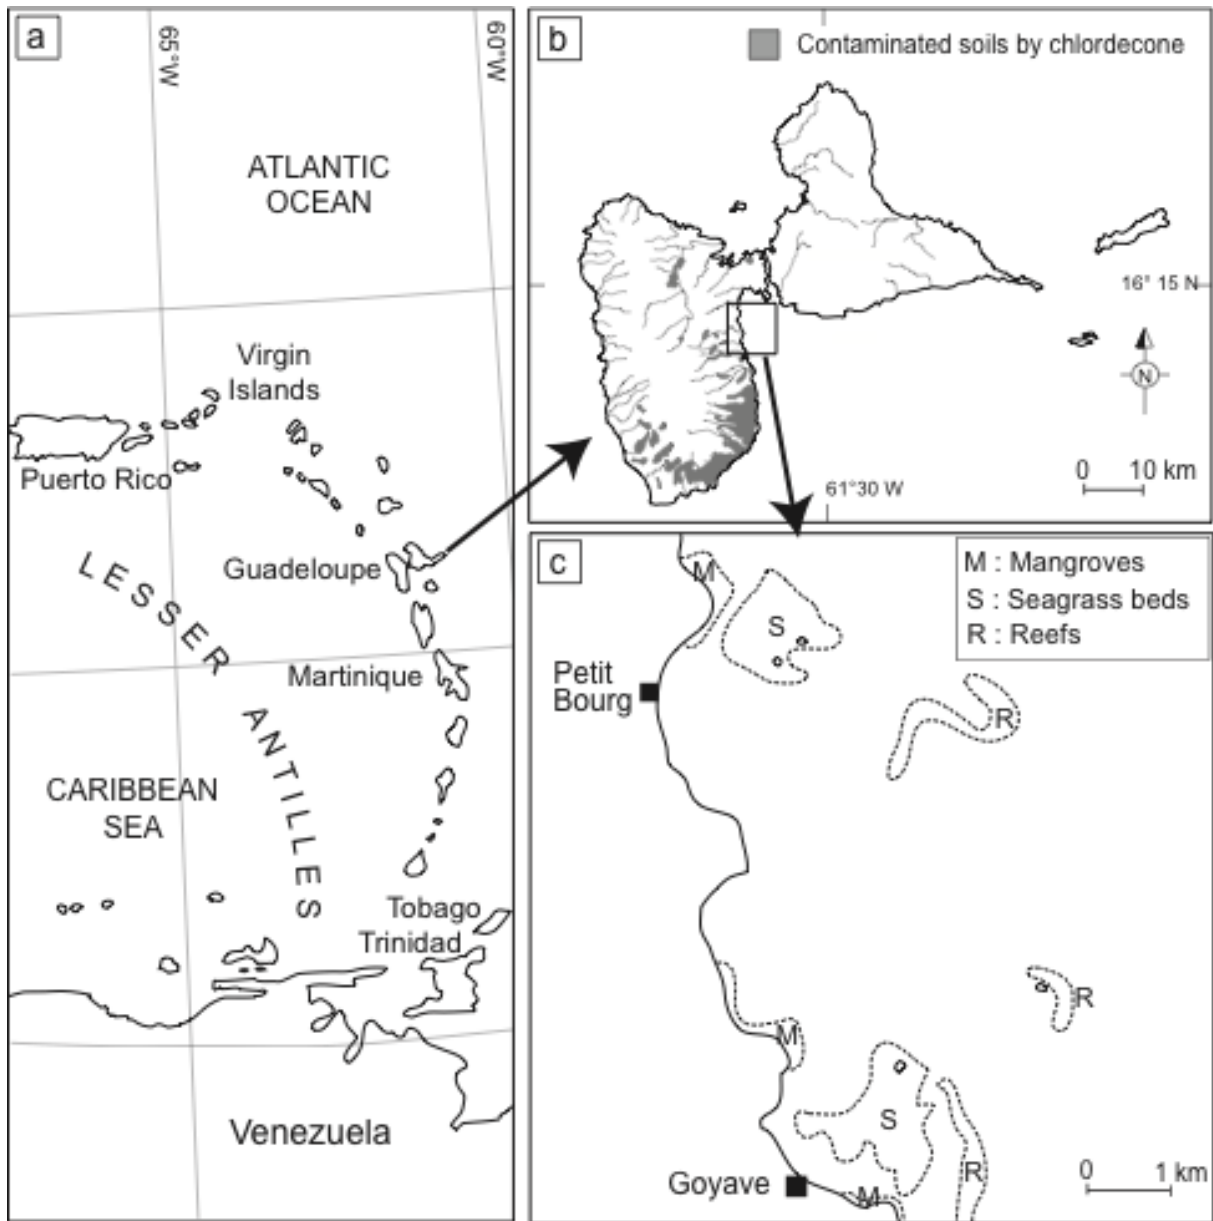 a
65°W
60°W
ATLANTIC
OCEAN
Virgin
Islands
Puerto Rico
Guadeloupe
LESSER
ANTILLES
Martinique
CARIBBEAN
SEA
Tobago
Trinidad
Venezuela
b
Contaminated soils by chlordecone
16° 15 N
N
61°30 W
0 10 km
c
M : Mangroves
S : Seagrass beds
R : Reefs
M
S
Petit
Bourg
R
R
M
S
R
Goyave
M
0 1 km